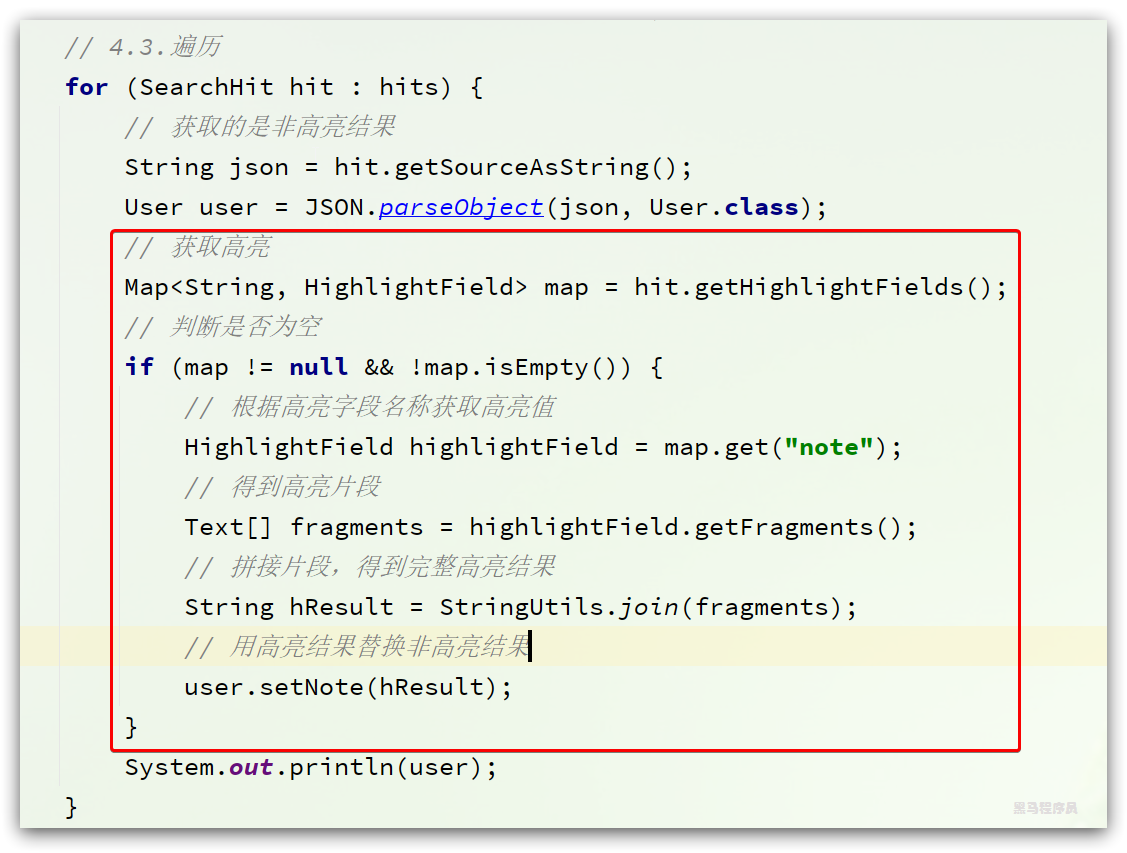 // 4.3.遍历
for (SearchHit hit : hits) {
// 获取的是非高亮结果
String json = hit.getSourceAsString();
User user = JSON.parseObject(json, User.class);
// 获取高亮
Map<String, HighlightField> map = hit.getHighlightFields();
// 判断是否为空
if (map != null && !map.isEmpty()) {
// 根据高亮字段名称获取高亮值
HighlightField highlightField = map.get("note");
// 得到高亮片段
Text[] fragments = highlightField.getFragments();
// 拼接片段，得到完整高亮结果
String hResult = StringUtils.join(fragments);
// 用高亮结果替换非高亮结果
user.setNote(hResult);
}
System.out.println(user);
}
黑马程序员